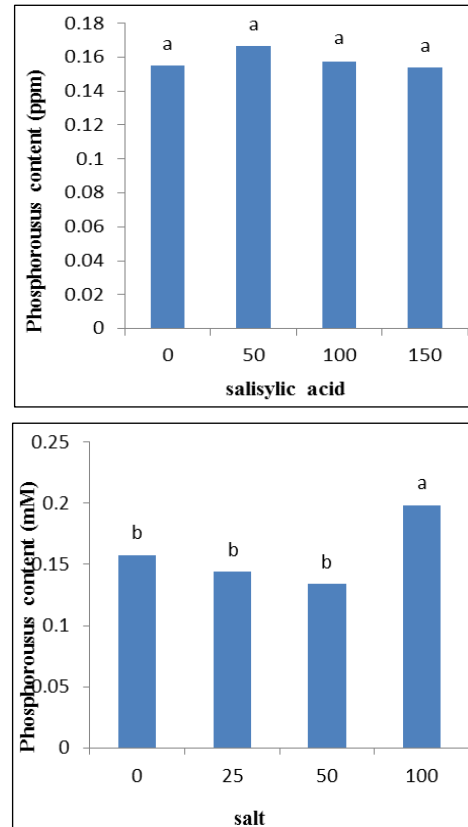 Phosphorousus content (ppm)
0.18
0.16
0.14
0.12
0.1
0.08
0.06
0.04
0.02
0
a
a
a
a
0 50 100 150
salisylic acid
Phosphorousus content (mM)
0.25
0.2
0.15
0.1
0.05
0
b
b
b
a
0 25 50 100
salt